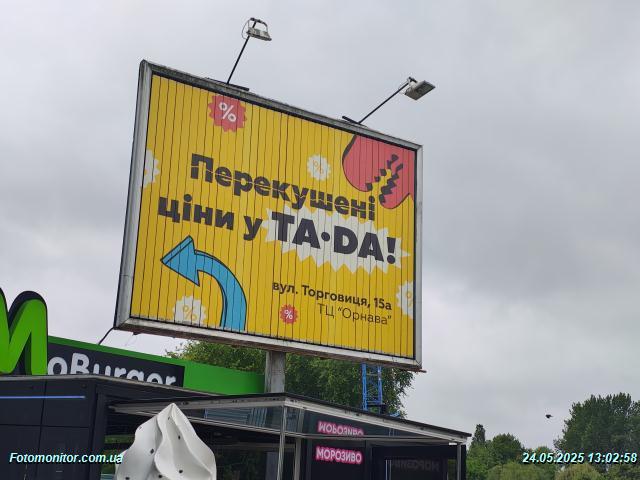 %
%
Перекушені
ціни у TA·DA!
вул. Торговиця, 15а
ТЦ "Орнава"
%
%
%
oBurger
МОРОЗИВО
МОРОЗИВО
Fotomonitor.com.ua
24.05.2025 13:02:58